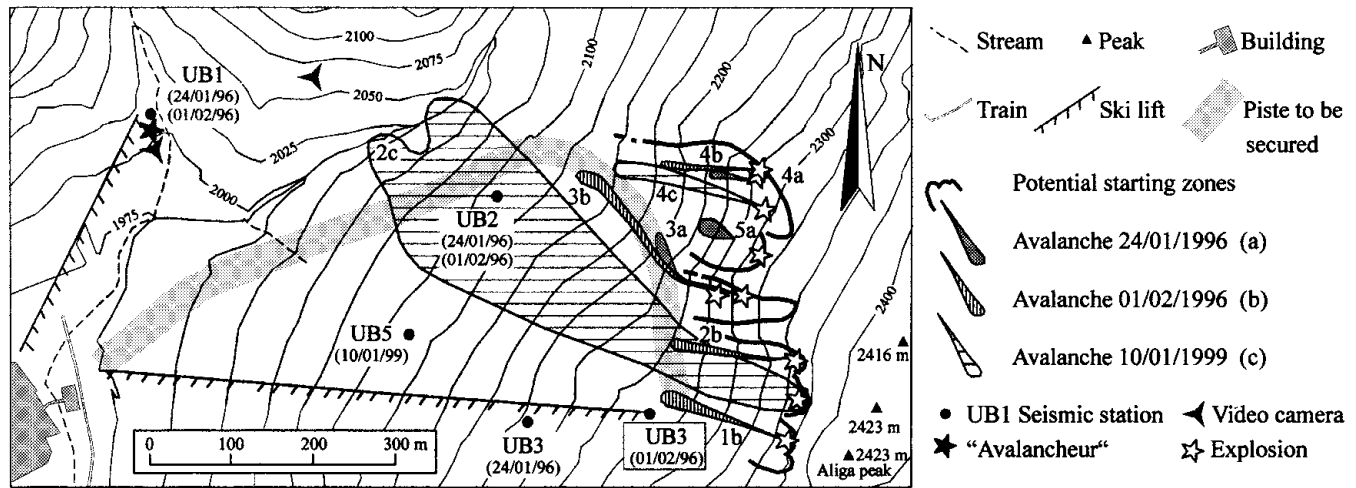 2100
2075
2050
2025
2000
1975
2100
2200
2300
2400
N
UB1
(24/01/96)
(01/02/96)
2c
UB2
(24/01/96)
(01/02/96)
3b
3a
4b
4a
4c
5a
2b
1b
UB5
(10/01/99)
UB3
(24/01/96)
UB3
(01/02/96)
2416 m
2423 m
2423 m
Aliga peak
0 100 200 300 m
Stream
Peak
Building
Train
Ski lift
Piste to be
secured
Potential starting zones
Avalanche 24/01/1996 (a)
Avalanche 01/02/1996 (b)
Avalanche 10/01/1999 (c)
UB1 Seismic station
Video camera
"Avalancheur"
Explosion